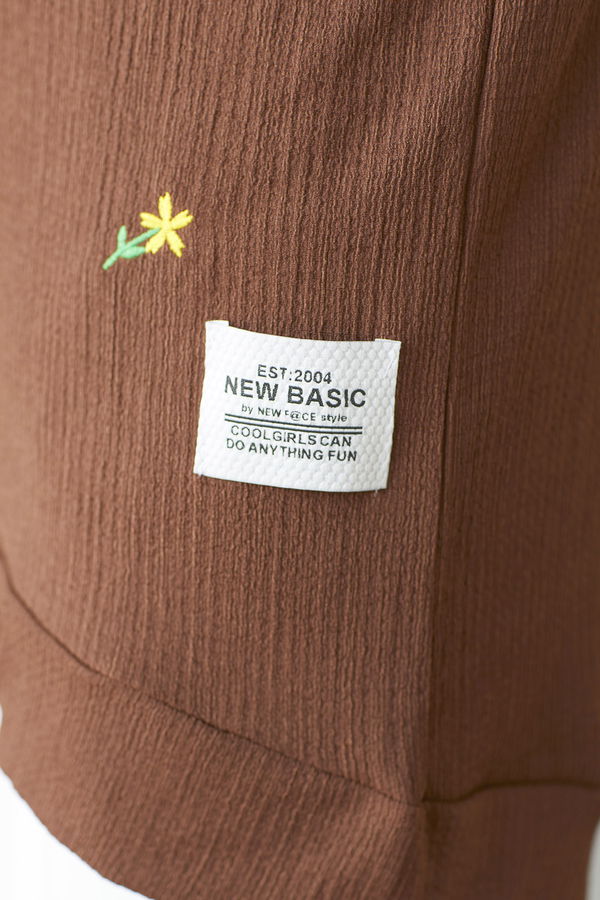 EST:2004
NEW BASIC
by NEW F@CE style
COOLGIRLS CAN
DO ANYTHING FUN